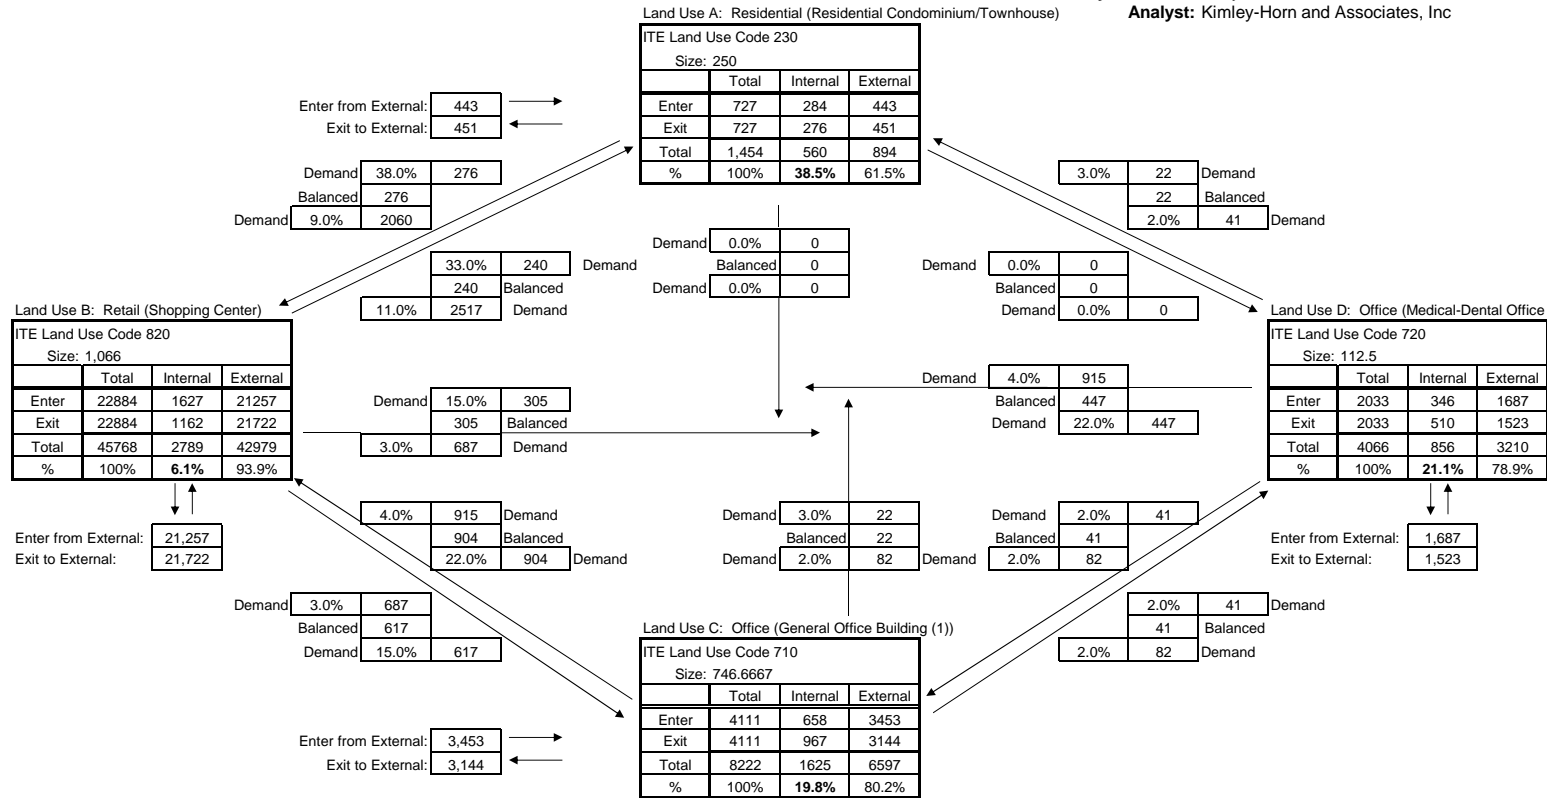 Analyst: Kimley-Horn and Associates, Inc
Land Use A: Residential (Residential Condominium/Townhouse)
ITE Land Use Code 230
Size: 250
Total Internal External
Enter 727 284 443
Exit 727 276 451
Total 1,454 560 894
% 100% 38.5% 61.5%
Enter from External: 443
Exit to External: 451
Demand 38.0% 276
Balanced 276
Demand 9.0% 2060
3.0% 22 Demand
22 Balanced
2.0% 41 Demand
33.0% 240 Demand
240 Balanced
11.0% 2517 Demand
Demand 0.0% 0
Balanced 0
Demand 0.0% 0
Demand 0.0% 0
Balanced 0
Demand 0.0% 0
Land Use B: Retail (Shopping Center)
ITE Land Use Code 820
Size: 1,066
Total Internal External
Enter 22884 1627 21257
Exit 22884 1162 21722
Total 45768 2789 42979
% 100% 6.1% 93.9%
Enter from External: 21,257
Exit to External: 21,722
Demand 15.0% 305
305 Balanced
3.0% 687 Demand
Demand 4.0% 915
Balanced 447
Demand 22.0% 447
Land Use D: Office (Medical-Dental Office
ITE Land Use Code 720
Size: 112.5
Total Internal External
Enter 2033 346 1687
Exit 2033 510 1523
Total 4066 856 3210
% 100% 21.1% 78.9%
Enter from External: 1,687
Exit to External: 1,523
4.0% 915 Demand
904 Balanced
22.0% 904 Demand
Demand 3.0% 22
Balanced 22
Demand 2.0% 82
Demand 2.0% 41
Balanced 41
Demand 2.0% 82
Demand 3.0% 687
Balanced 617
Demand 15.0% 617
2.0% 41 Demand
41 Balanced
2.0% 82 Demand
Land Use C: Office (General Office Building (1))
ITE Land Use Code 710
Size: 746.6667
Total Internal External
Enter 4111 658 3453
Exit 4111 967 3144
Total 8222 1625 6597
% 100% 19.8% 80.2%
Enter from External: 3,453
Exit to External: 3,144